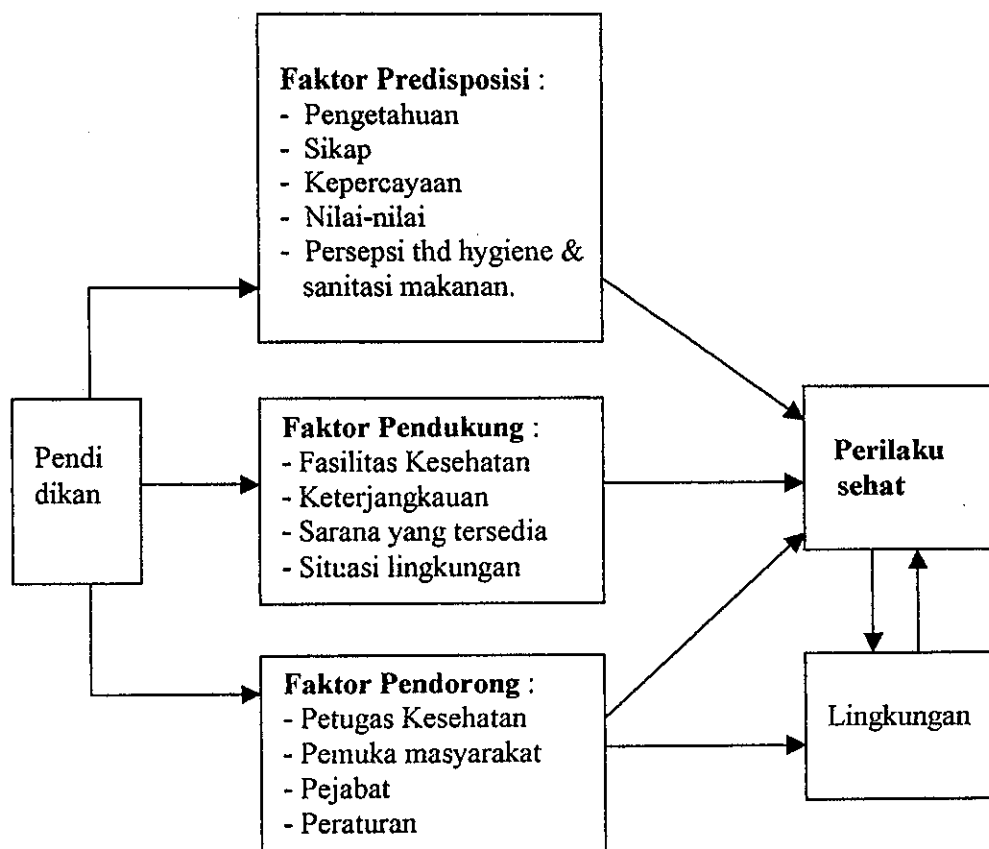 Faktor Predisposisi :
- Pengetahuan
- Sikap
- Kepercayaan
- Nilai-nilai
- Persepsi thd hygiene &
sanitasi makanan.
Pendi
dikan
Faktor Pendukung :
- Fasilitas Kesehatan
- Keterjangkauan
- Sarana yang tersedia
- Situasi lingkungan
Faktor Pendorong :
- Petugas Kesehatan
- Pemuka masyarakat
- Pejabat
- Peraturan
Perilaku
sehat
Lingkungan